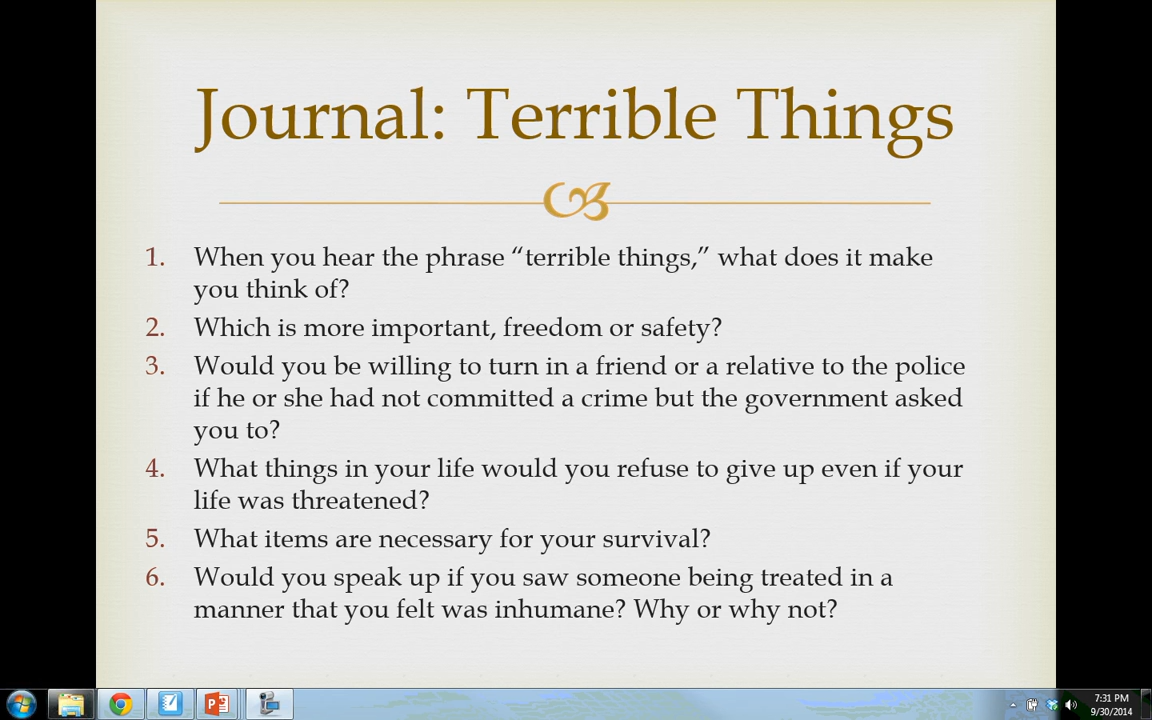 Journal: Terrible Things
1. When you hear the phrase “terrible things,” what does it make
you think of?
2. Which is more important, freedom or safety?
3. Would you be willing to turn in a friend or a relative to the police
if he or she had not committed a crime but the government asked
you to?
4. What things in your life would you refuse to give up even if your
life was threatened?
5. What items are necessary for your survival?
6. Would you speak up if you saw someone being treated in a
manner that you felt was inhumane? Why or why not?
7:31 PM
9/30/2014